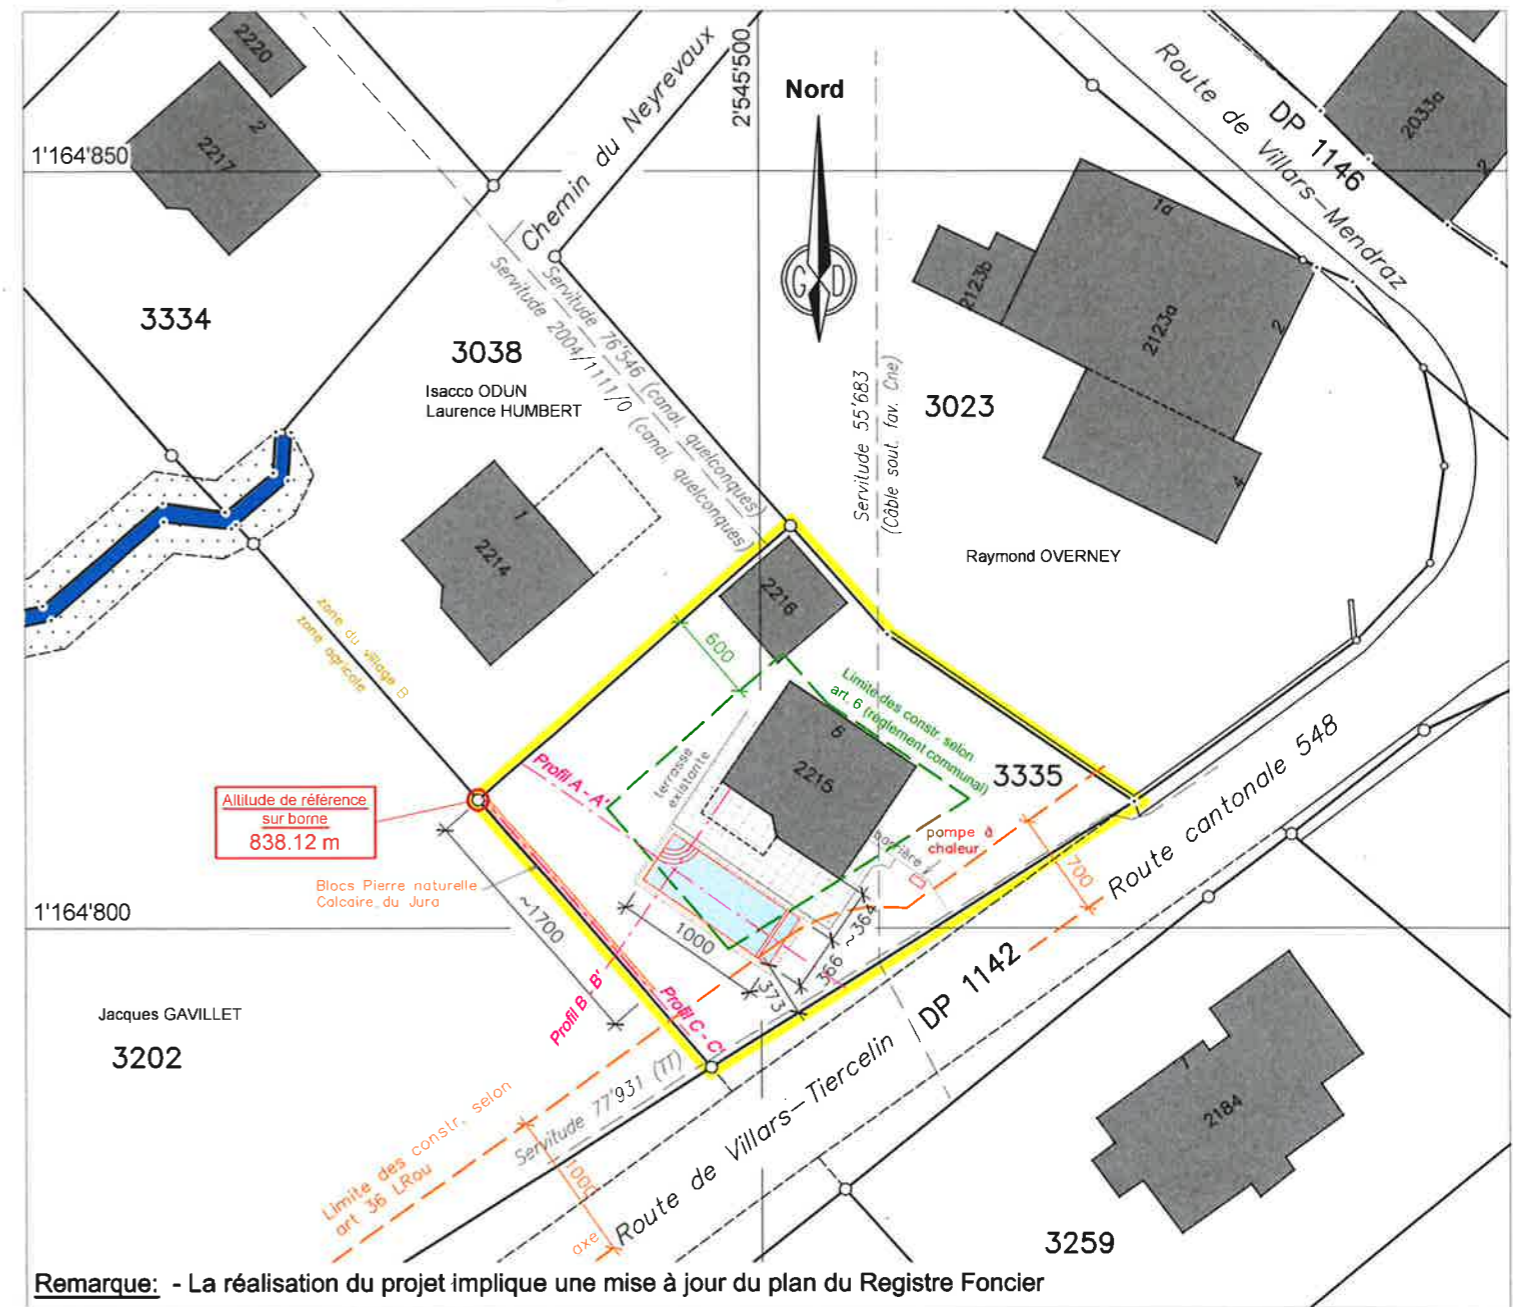 2220
2217
2
1'164'850
3334
Chemin du Neyrevaux
2'545'500
Nord
G D
Route de Villars-Mendraz
DP 1146
2033a
2
1d
2123b
2123a
2
4
3038
Isacco ODUN
Laurence HUMBERT
Servitude 76'546 (canal. quelconques)
Servitude 2004/1111/0 (canal. quelconques)
Servitude 55'683
(Câble sout. fav. Cne)
3023
Raymond OVERNEY
1
2214
2216
zone du village B
zone agricole
600
Limite des constr. selon
art. 6 (règlement communal)
6
2215
3335
terrasse
existante
Profil A - A'
Altitude de référence
sur borne
838.12 m
Blocs Pierre naturelle
Calcaire du Jura
barrière
pompe à
chaleur
700
Route cantonale 548
1'164'800
~1700
1000
366
~364
373
Profil B - B'
Profil C - C'
DP 1142
Jacques GAVILLET
3202
Servitude 77'931 (TT)
Limite des constr. selon
art 36 LRou
1000
axe
Route de Villars-Tiercelin
1
2184
3259
Remarque: - La réalisation du projet implique une mise à jour du plan du Registre Foncier